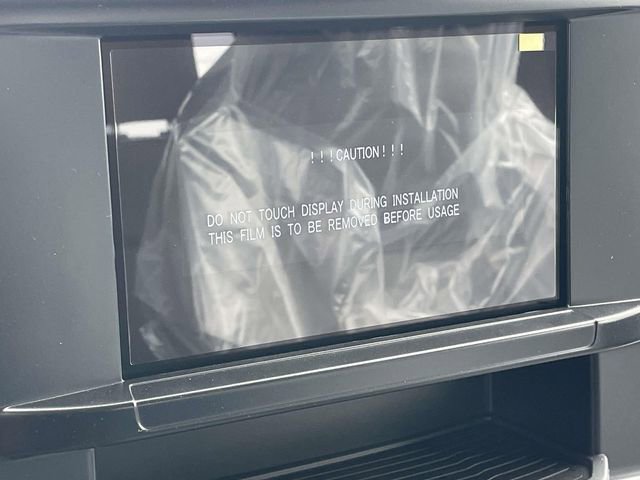 !!!CAUTION!!!
DO NOT TOUCH DISPLAY DURING INSTALLATION
THIS FILM IS TO BE REMOVED BEFORE USAGE